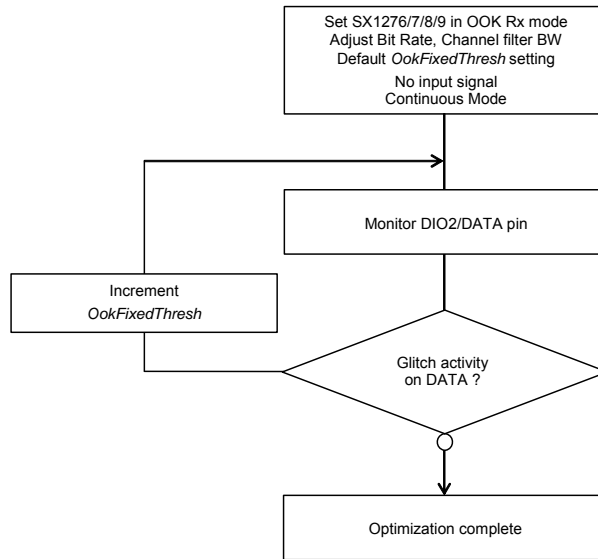 Set SX1276/7/8/9 in OOK Rx mode
Adjust Bit Rate, Channel filter BW
Default OokFixedThresh setting
No input signal
Continuous Mode
Monitor DIO2/DATA pin
Increment
OokFixedThresh
Glitch activity
on DATA ?
Optimization complete